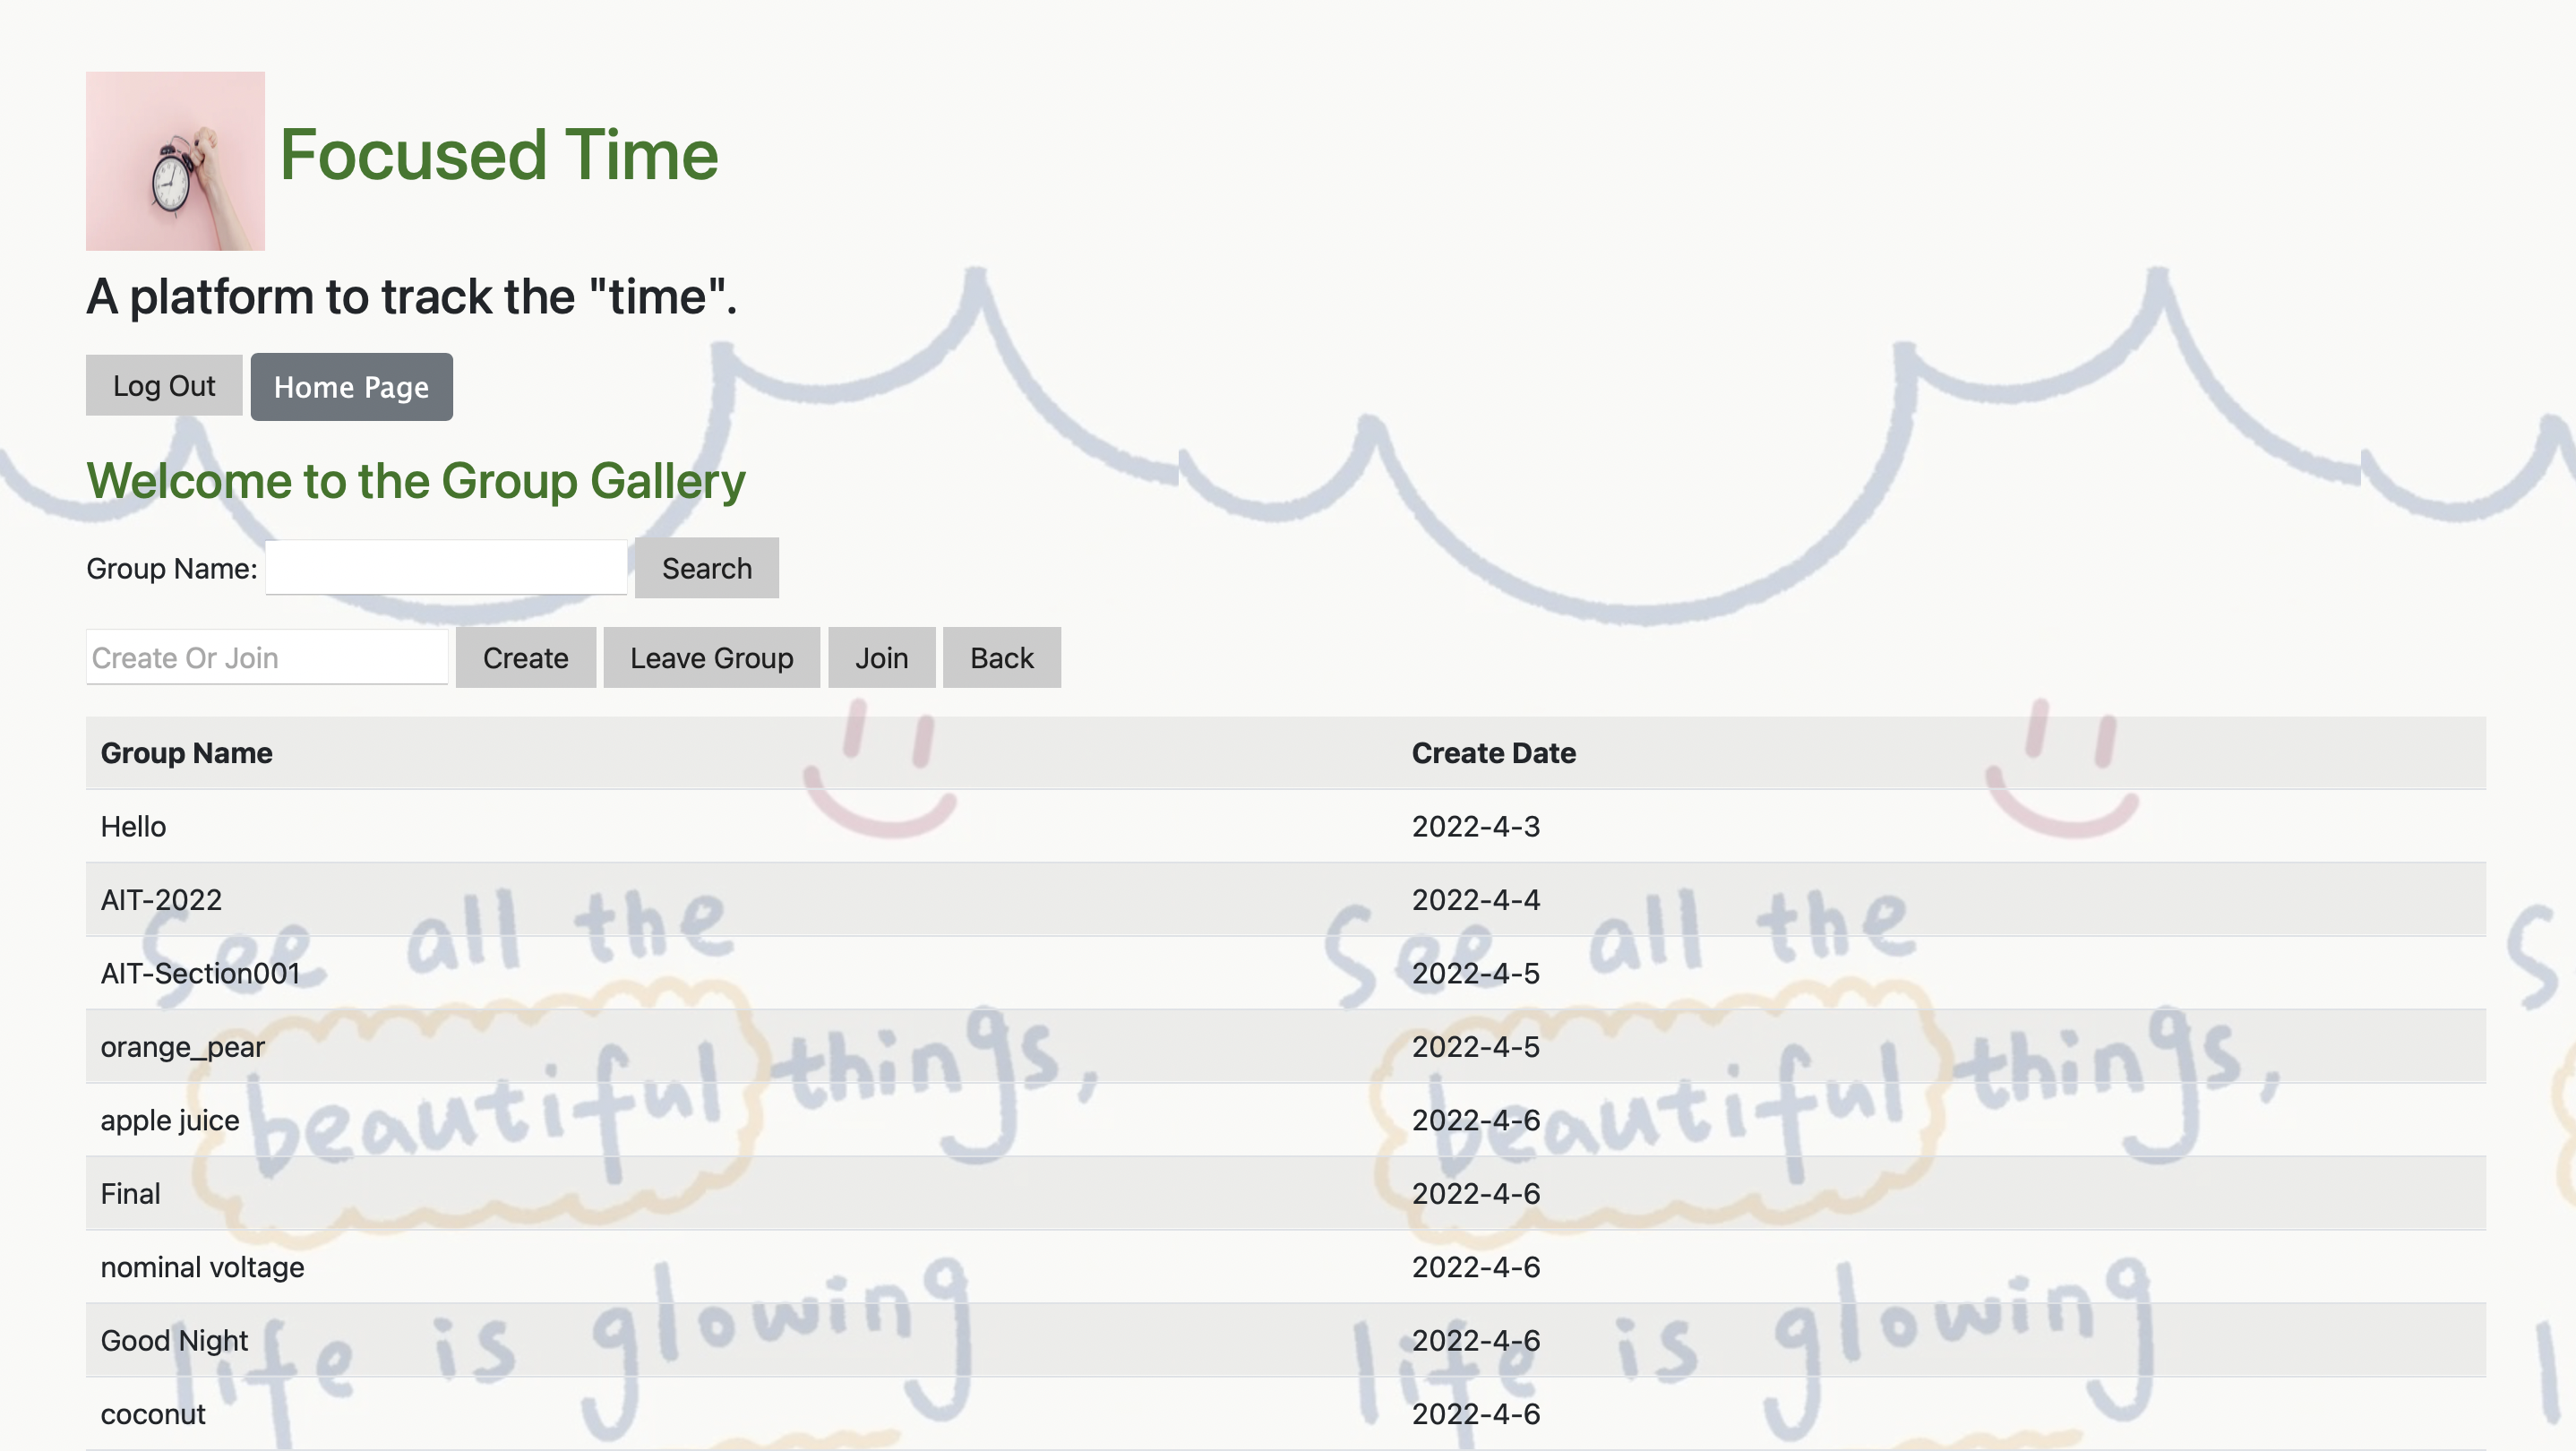 Focused Time
A platform to track the "time".
Log Out Home Page
Welcome to the Group Gallery
Group Name: Search
Create Or Join Create Leave Group Join Back
Group Name Create Date
Hello 2022-4-3
AIT-2022 2022-4-4
AIT-Section001 2022-4-5
orange_pear 2022-4-5
apple juice 2022-4-6
Final 2022-4-6
nominal voltage 2022-4-6
Good Night 2022-4-6
coconut 2022-4-6
See all the See all the S
beautiful things, beautiful things,
life is glowing life is glowing l